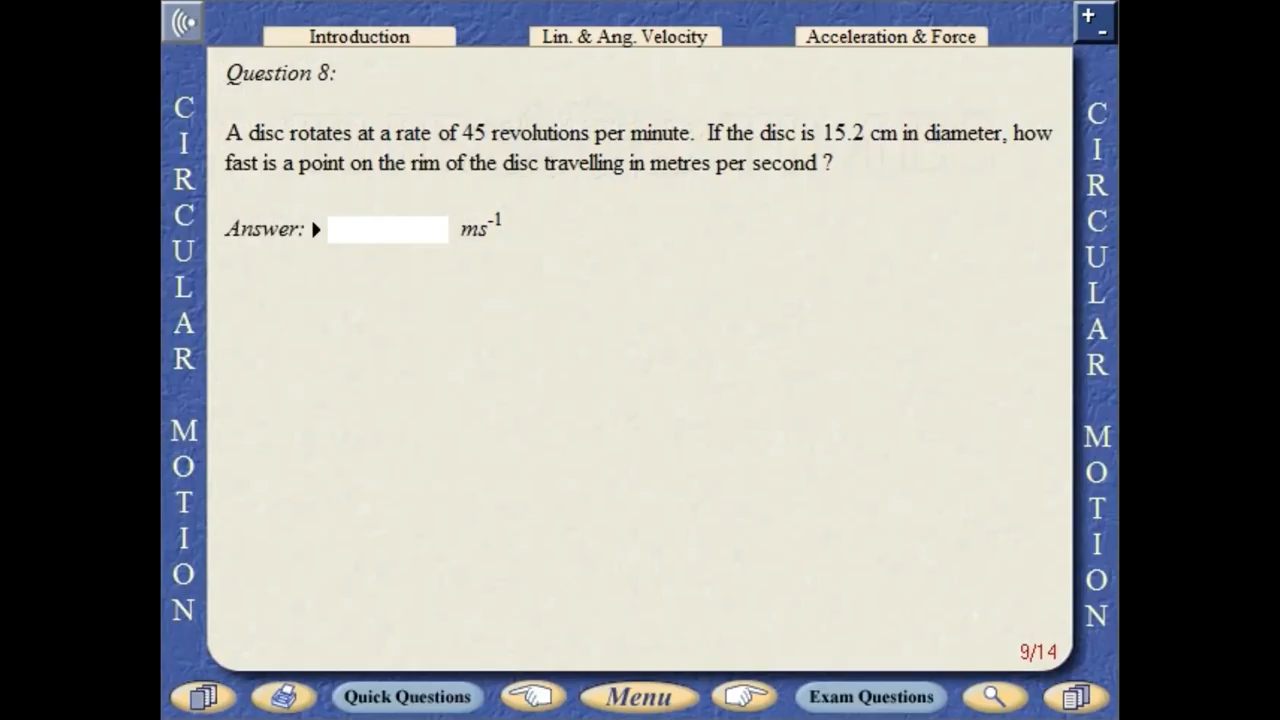 Introduction
Lin. & Ang. Velocity
Acceleration & Force
+
-
CIRCULAR MOTION
Question 8:
A disc rotates at a rate of 45 revolutions per minute. If the disc is 15.2 cm in diameter, how
fast is a point on the rim of the disc travelling in metres per second ?
Answer: ms-1
CIRCULAR MOTION
9/14
Quick Questions
Menu
Exam Questions